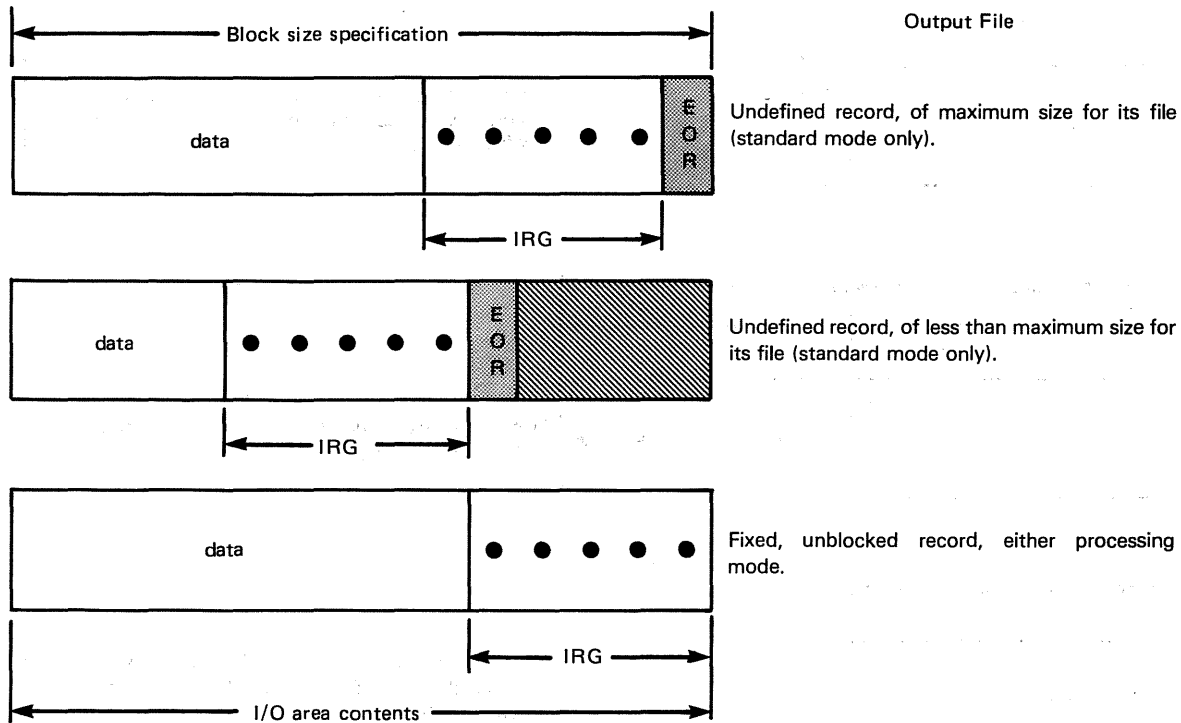 Output File
Block size specification
data
E
O
R
Undefined record, of maximum size for its file
(standard mode only).
IRG
data
E
O
R
Undefined record, of less than maximum size for
its file (standard mode only).
IRG
data
Fixed, unblocked record, either processing
mode.
IRG
I/O area contents